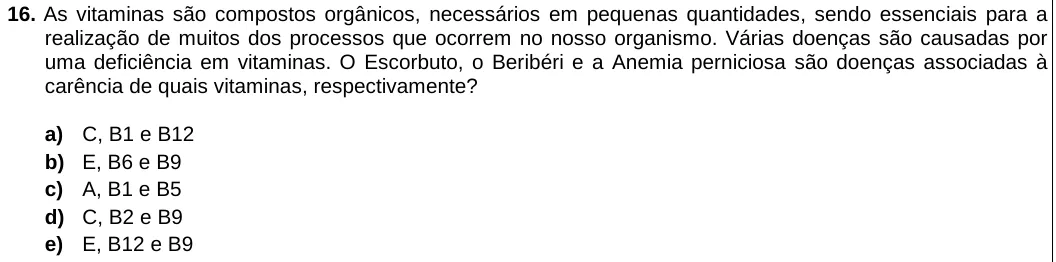 16. As vitaminas são compostos orgânicos, necessários em pequenas quantidades, sendo essenciais para a
realização de muitos dos processos que ocorrem no nosso organismo. Várias doenças são causadas por
uma deficiência em vitaminas. O Escorbuto, o Beribéri e a Anemia perniciosa são doenças associadas à
carência de quais vitaminas, respectivamente?
a) C, B1 e B12
b) E, B6 e B9
c) A, B1 e B5
d) C, B2 e B9
e) E, B12 e B9